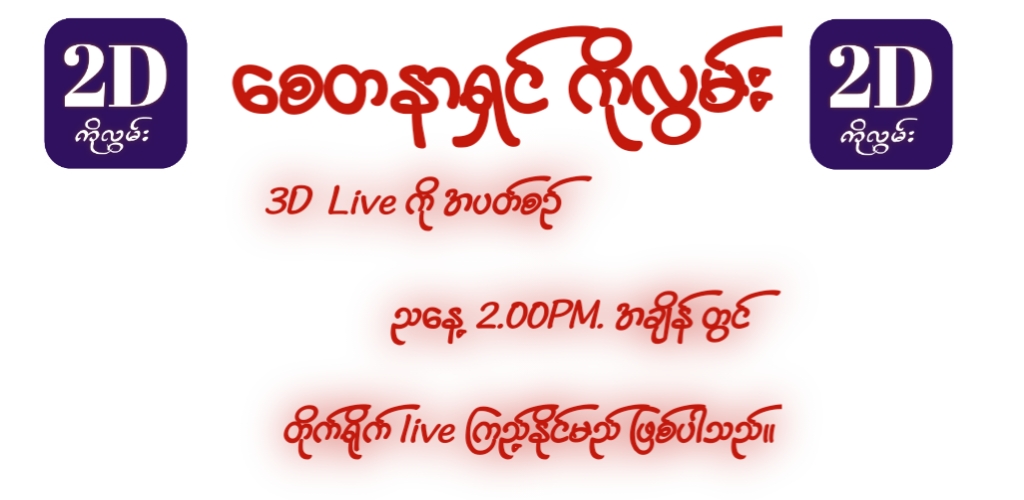 2D
ကိုလွမ်း
စေတနာရှင် ကိုလွမ်း
2D
ကိုလွမ်း
3D Live ကို အပတ်စဉ်
ညနေ့ 2.00PM. အချိန် တွင်
တိုက်ရိုက် live ကြည့်နိုင်မည် ဖြစ်ပါသည်။